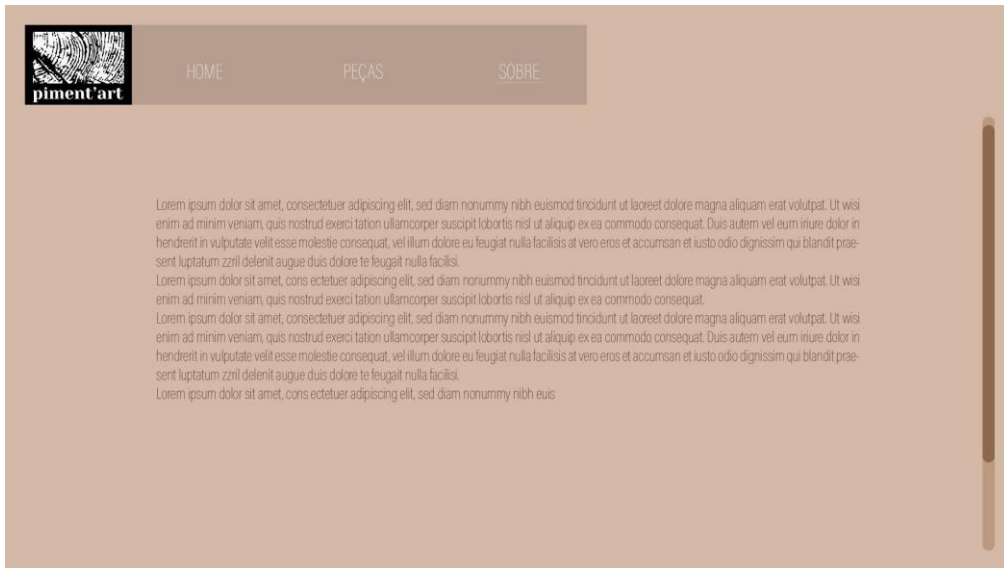 piment'art
HOME
PEÇAS
SOBRE
Lorem ipsum dolor sit amet, consectetuer adipiscing elit, sed diam nonummy nibh euismod tincidunt ut laoreet dolore magna aliquam erat volutpat. Ut wisi
enim ad minim veniam, quis nostrud exerci tation ullamcorper suscipit lobortis nisl ut aliquip ex ea commodo consequat. Duis autem vel eum iriure dolor in
hendrerit in vulputate velit esse molestie consequat, vel illum dolore eu feugiat nulla facilisis at vero eros et accumsan et iusto odio dignissim qui blandit prae-
sent luptatum zzril delenit augue duis dolore te feugait nulla facilisi.
Lorem ipsum dolor sit amet, cons ectetuer adipiscing elit, sed diam nonummy nibh euismod tincidunt ut laoreet dolore magna aliquam erat volutpat. Ut wisi
enim ad minim veniam, quis nostrud exerci tation ullamcorper suscipit lobortis nisl ut aliquip ex ea commodo consequat.
Lorem ipsum dolor sit amet, consectetuer adipiscing elit, sed diam nonummy nibh euismod tincidunt ut laoreet dolore magna aliquam erat volutpat. Ut wisi
enim ad minim veniam, quis nostrud exerci tation ullamcorper suscipit lobortis nisl ut aliquip ex ea commodo consequat. Duis autem vel eum iriure dolor in
hendrerit in vulputate velit esse molestie consequat, vel illum dolore eu feugiat nulla facilisis at vero eros et accumsan et iusto odio dignissim qui blandit prae-
sent luptatum zzril delenit augue duis dolore te feugait nulla facilisi.
Lorem ipsum dolor sit amet, cons ectetuer adipiscing elit, sed diam nonummy nibh euis